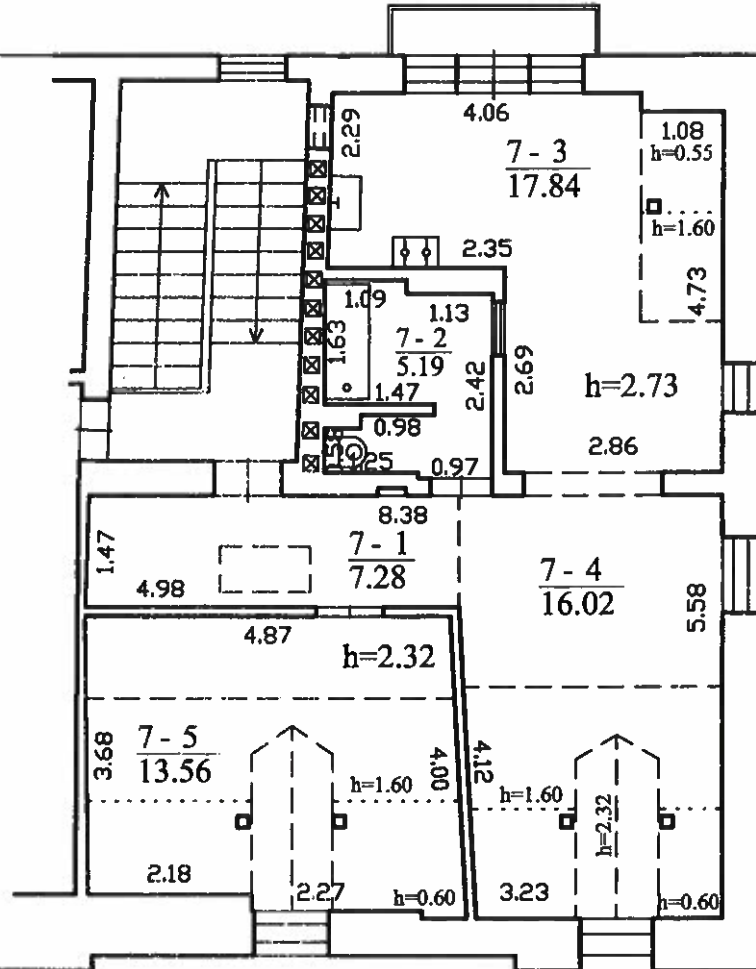 4.06
2.29
1.08
h=0.55
7 - 3
17.84
h=1.60
2.35
4.73
1.09
1.13
1.63
7 - 2
5.19
2.42
2.69
h=2.73
1.47
0.98
2.86
1.25
0.97
8.38
1.47
7 - 1
7.28
4.98
7 - 4
16.02
5.58
4.87
h=2.32
3.68
7 - 5
13.56
4.00
4.12
h=1.60
h=1.60
h=2.32
2.18
2.27
h=0.60
3.23
h=0.60